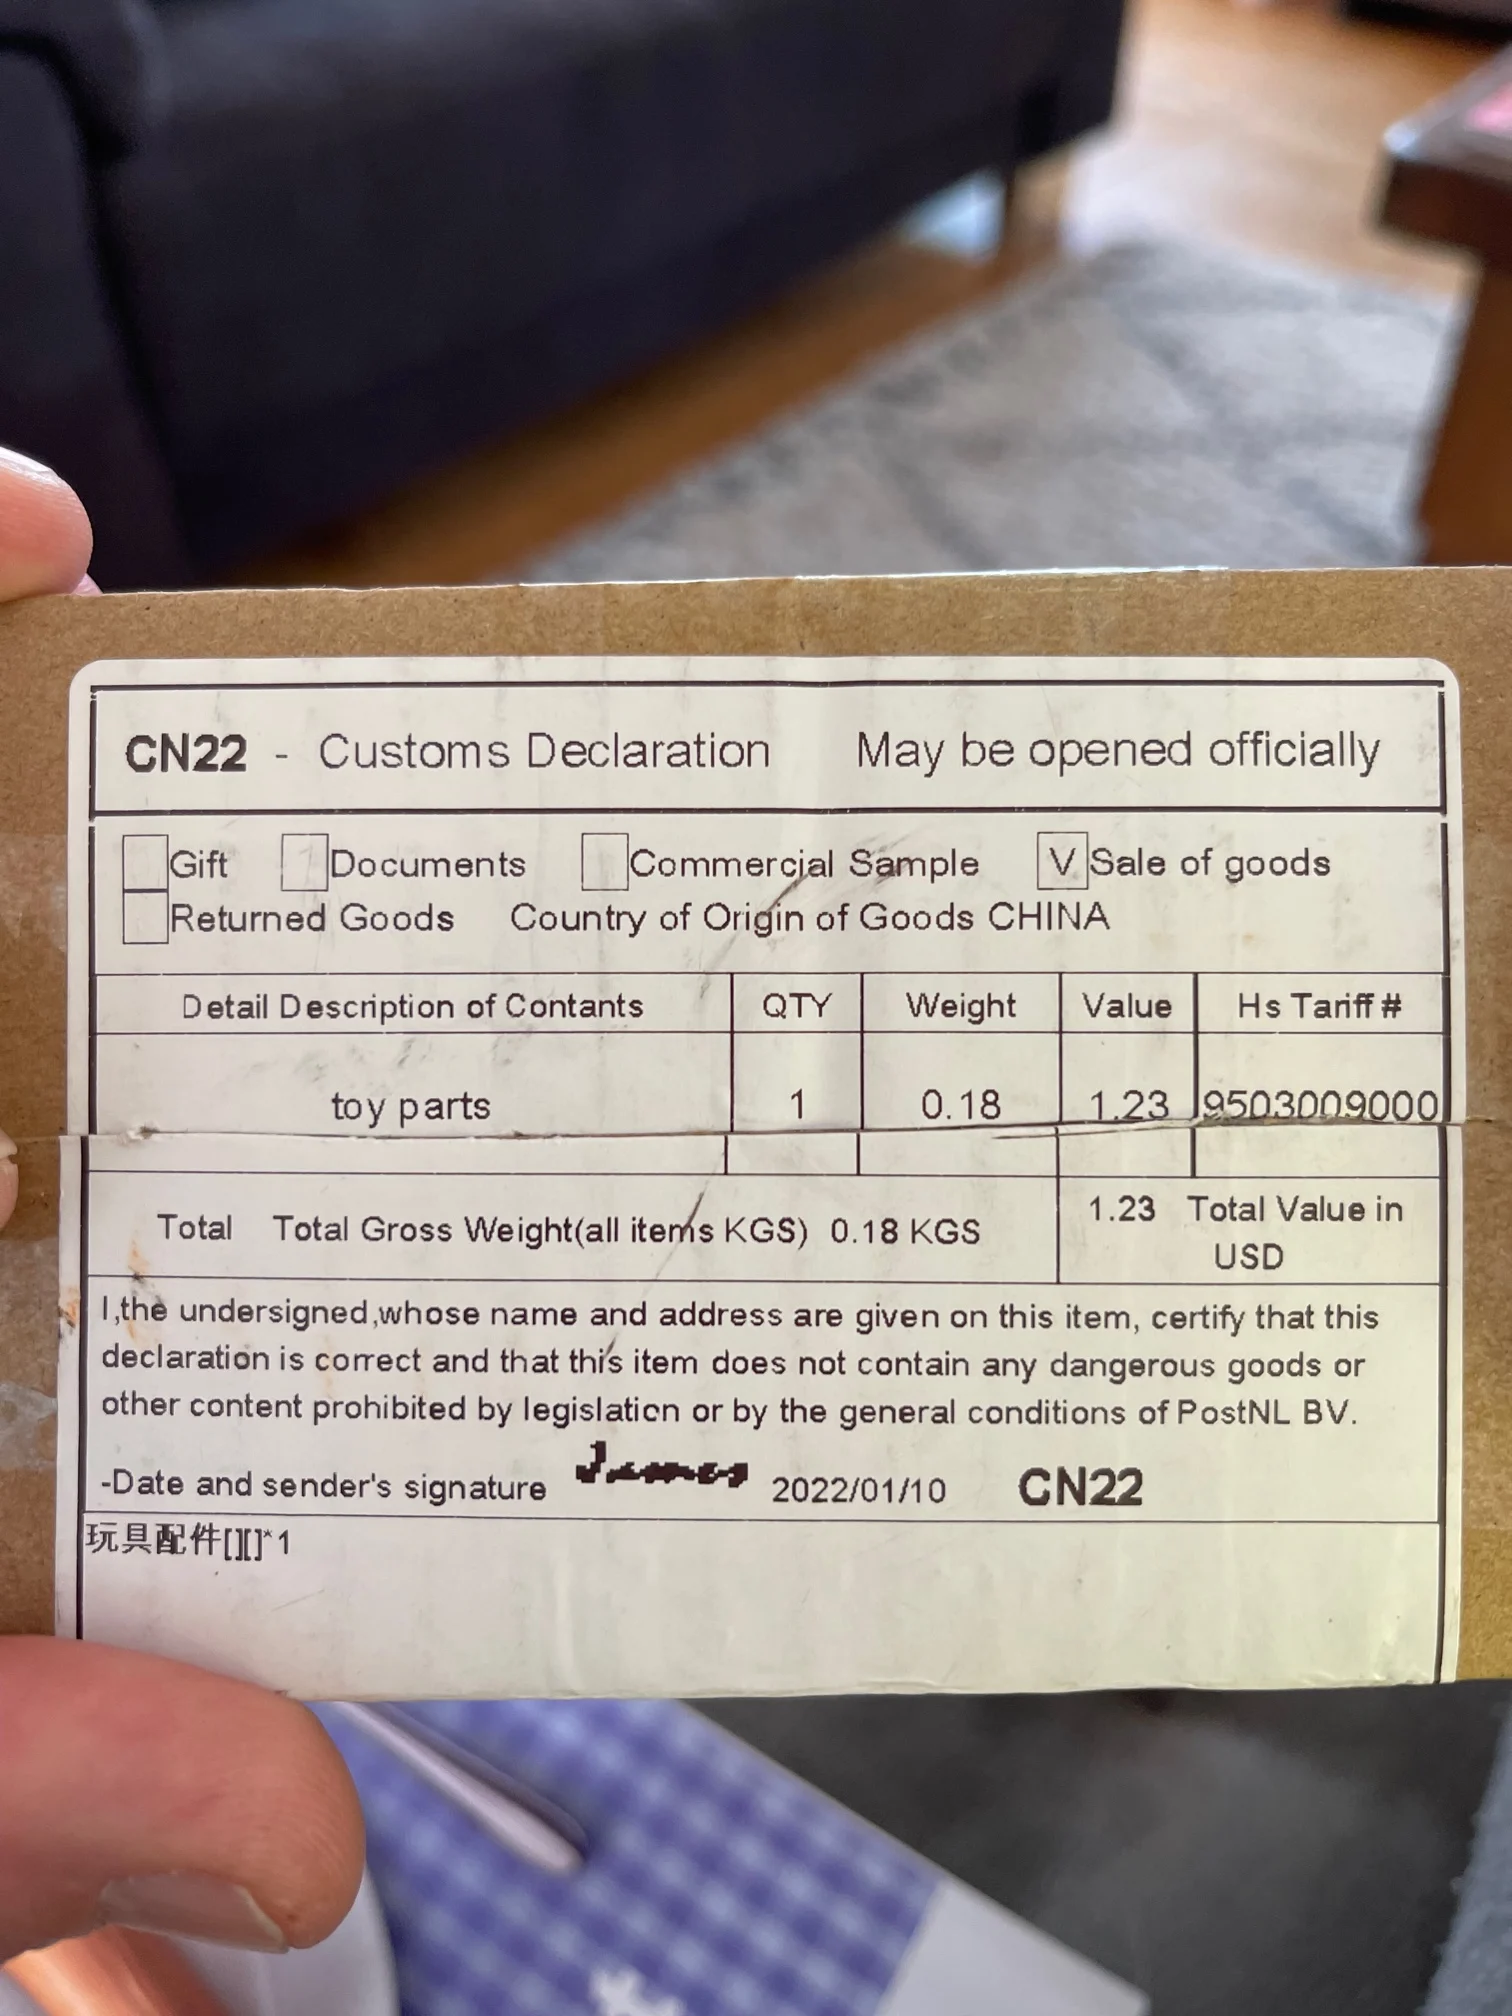 CN22 - Customs Declaration May be opened officially
Gift Documents Commercial Sample V Sale of goods
Returned Goods Country of Origin of Goods CHINA
Detail Description of Contants QTY Weight Value Hs Tariff #
toy parts 1 0.18 1.23 9503009000
Total Total Gross Weight(all items KGS) 0.18 KGS 1.23 Total Value in
USD
I,the undersigned,whose name and address are given on this item, certify that this
declaration is correct and that this item does not contain any dangerous goods or
other content prohibited by legislation or by the general conditions of PostNL BV.
-Date and sender's signature James 2022/01/10 CN22
玩具配件[][]*1